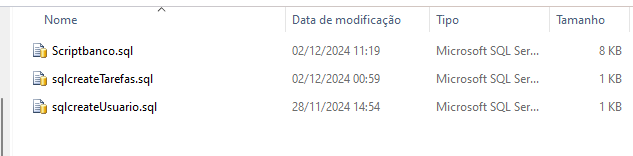 Nome Data de modificação Tipo Tamanho
Scriptbanco.sql 02/12/2024 11:19 Microsoft SQL Ser... 8 KB
sqlcreateTarefas.sql 02/12/2024 00:59 Microsoft SQL Ser... 1 KB
sqlcreateUsuario.sql 28/11/2024 14:54 Microsoft SQL Ser... 1 KB